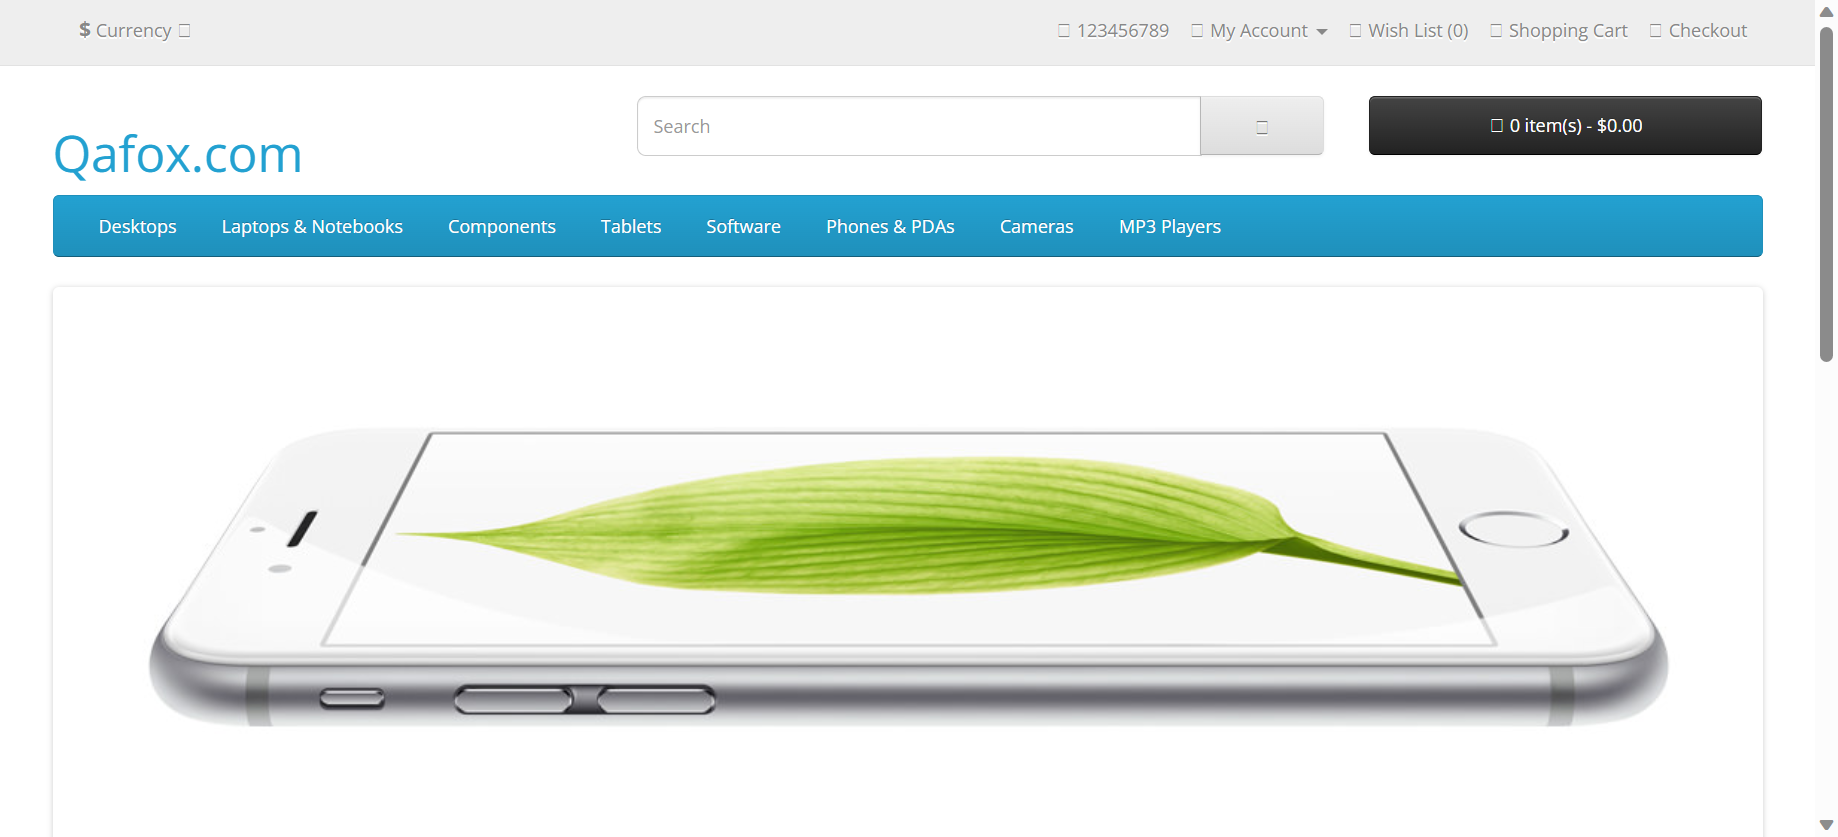 $ Currency
123456789 My Account Wish List (0) Shopping Cart Checkout
Qafox.com
Search
0 item(s) - $0.00
Desktops Laptops & Notebooks Components Tablets Software Phones & PDAs Cameras MP3 Players